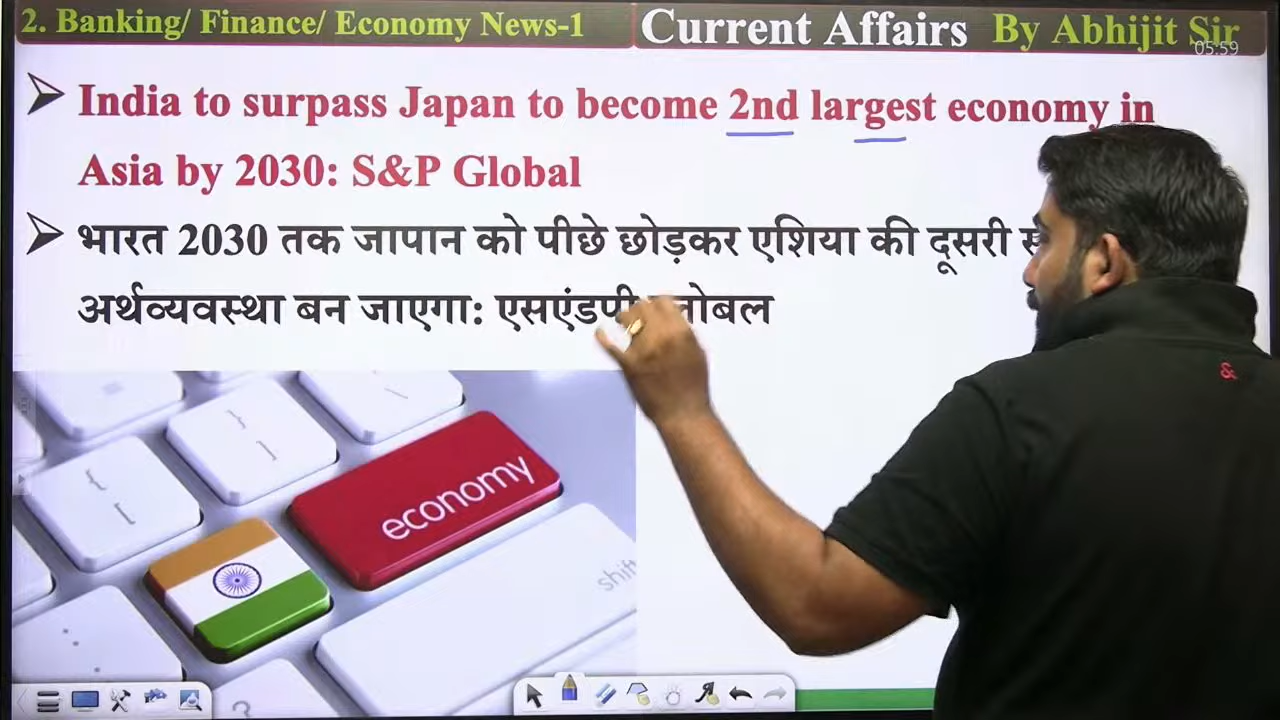 2. Banking/ Finance/ Economy News-1
Current Affairs By Abhijit Sir
05:59
India to surpass Japan to become 2nd largest economy in
Asia by 2030: S&P Global
भारत 2030 तक जापान को पीछे छोड़कर एशिया की दूसरी
अर्थव्यवस्था बन जाएगा:
economy
shift
&